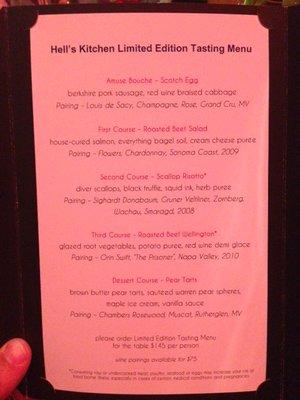 Hell's Kitchen Limited Edition Tasting Menu
Amuse Bouche - Scotch Egg
berkshire pork sausage, red wine braised cabbage
Pairing - Louis de Sacy, Champagne, Rose, Grand Cru, MV
First Course - Roasted Beet Salad
house-cured salmon, everything bagel soil, cream cheese puree
Pairing - Flowers, Chardonnay, Sonoma Coast, 2009
Second Course - Scallop Risotto*
diver scallops, black truffle, squid ink, herb puree
Pairing - Sighardt Donabaum, Gruner Veltliner, Zornberg,
Wachau, Smaragd, 2008
Third Course - Roasted Beef Wellington*
glazed root vegetables, potato puree, red wine demi glace
Pairing - Orin Swift, "The Prisoner", Napa Valley, 2010
Dessert Course - Pear Tarts
brown butter pear tarts, sauteed warren pear spheres,
maple ice cream, vanilla sauce
Pairing - Chambers Rosewood, Muscat, Rutherglen, MV
please order Limited Edition Tasting Menu
for the table $145 per person
wine pairings available for $75
*Consuming raw or undercooked meat, poultry, seafood or eggs may increase your risk of
food borne illness, especially in cases of certain medical conditions and pregnancies.